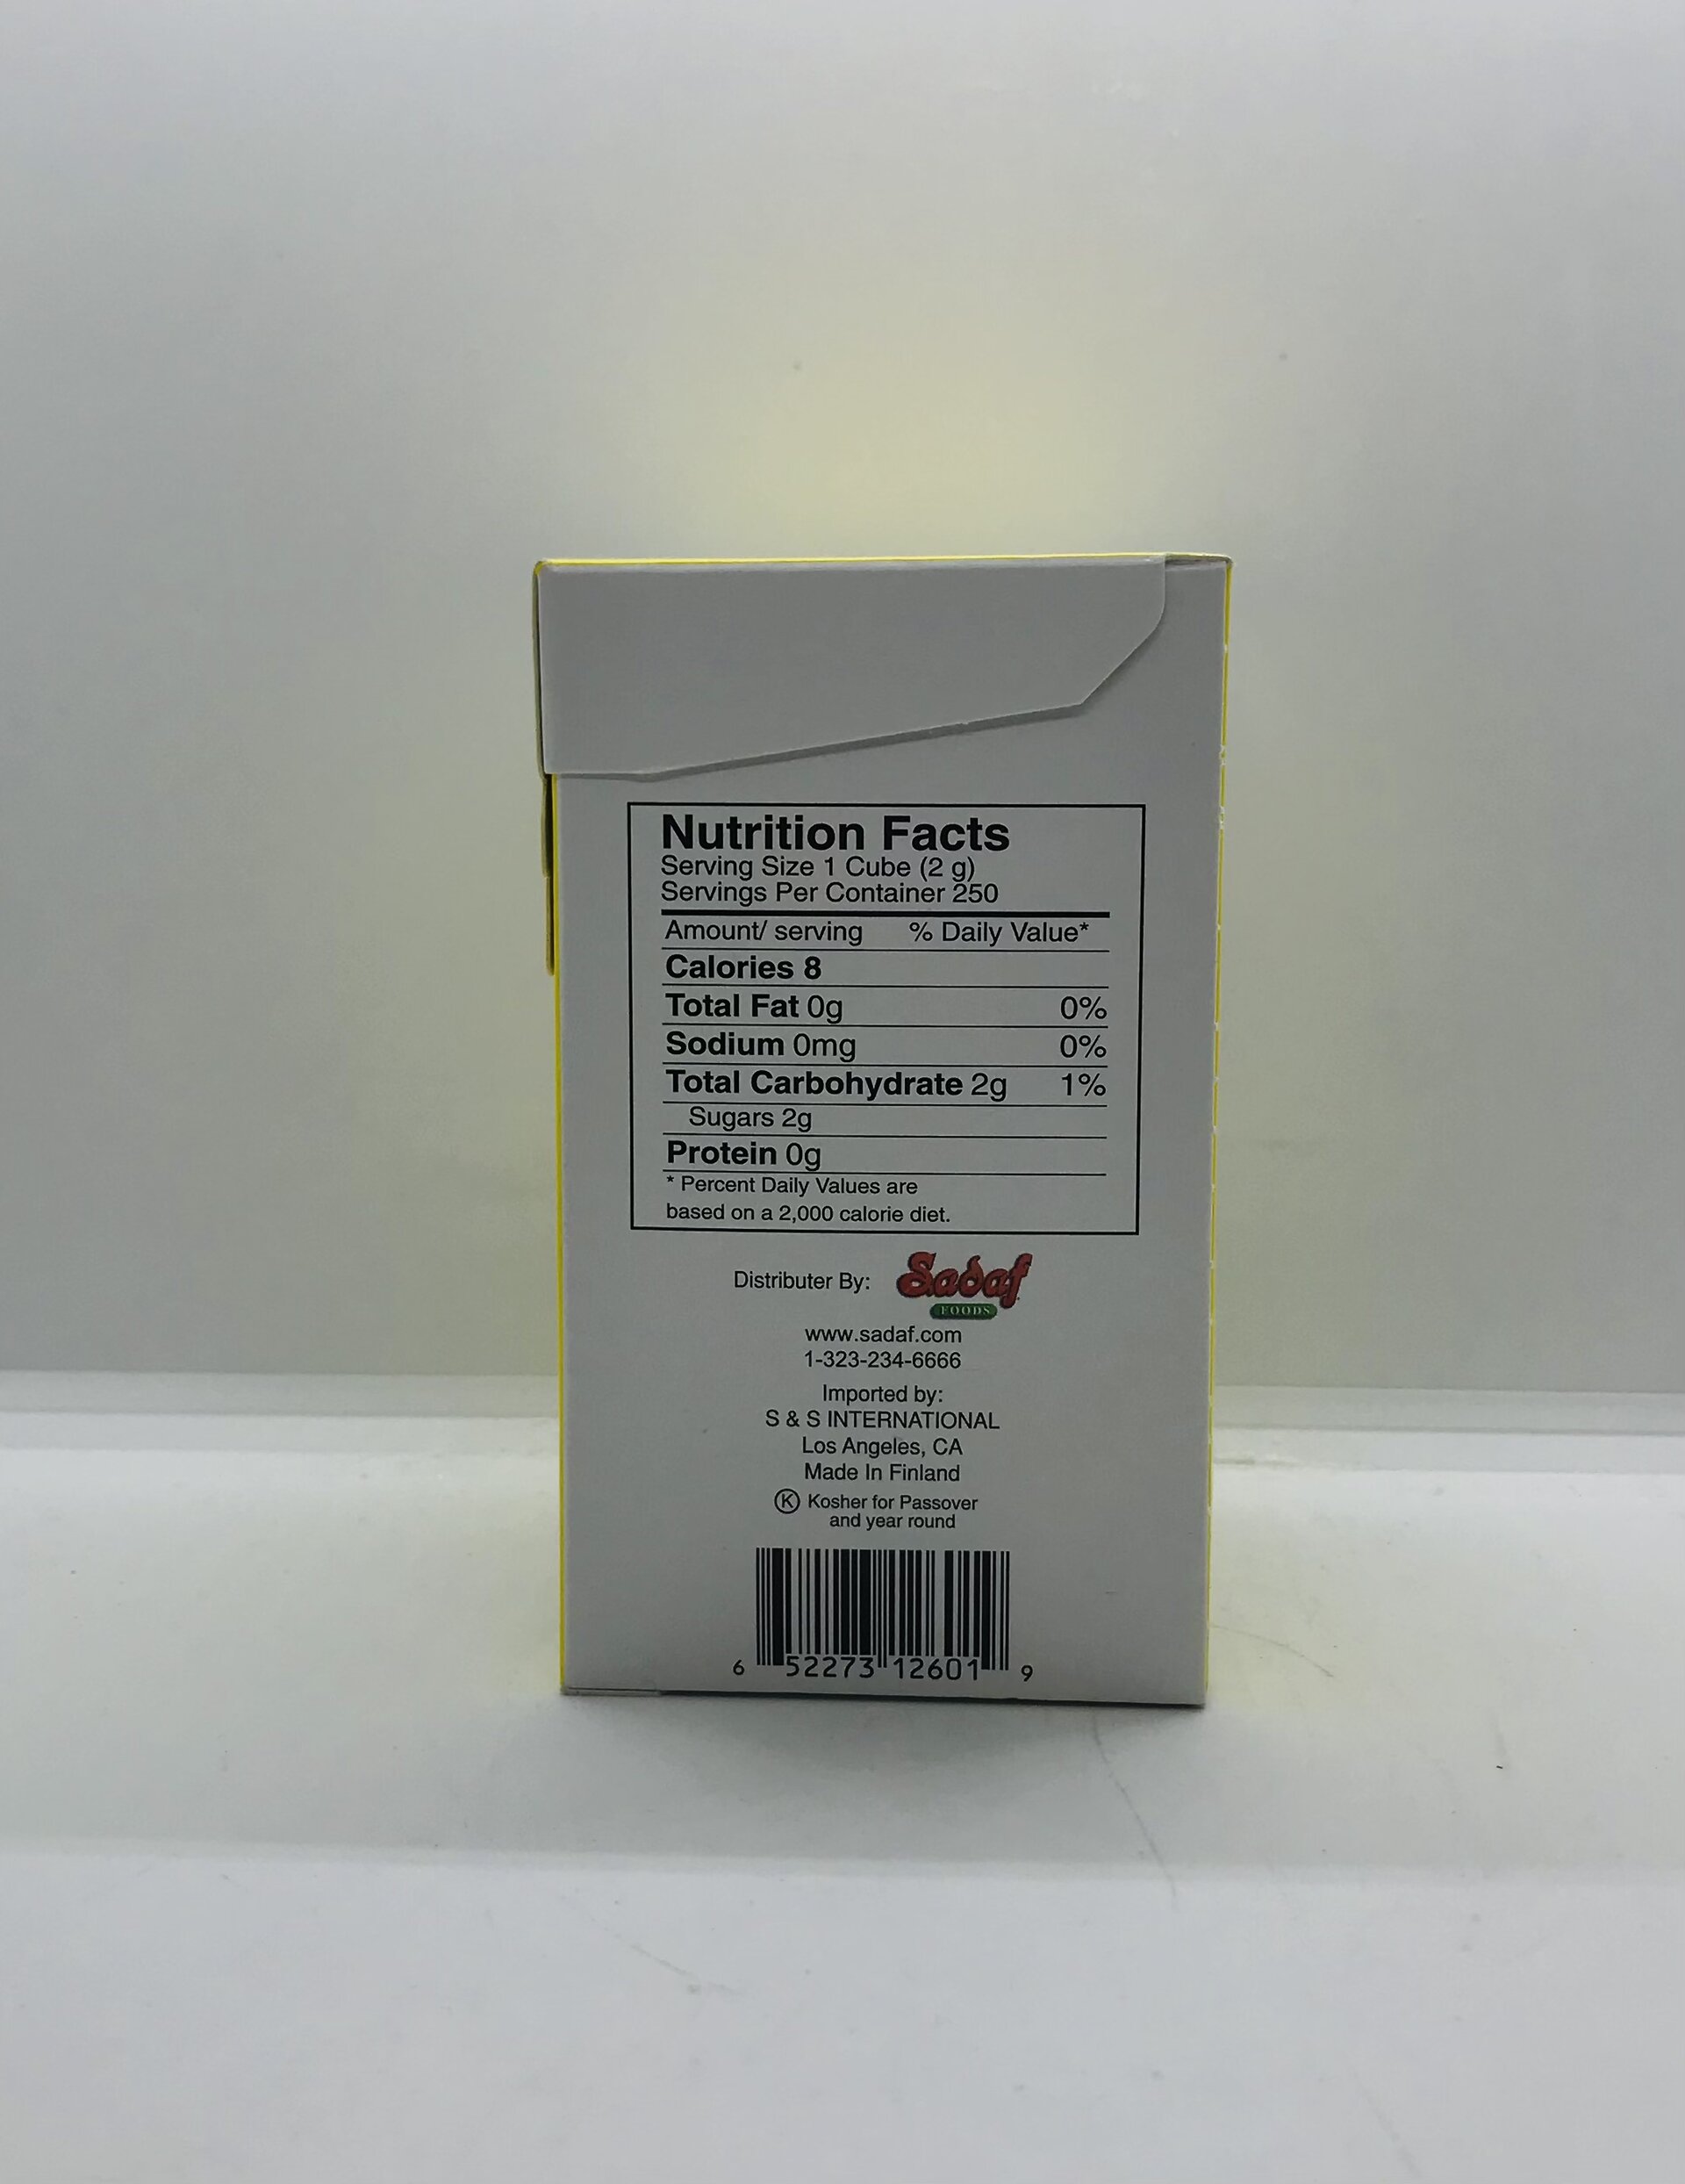 Nutrition Facts
Serving Size 1 Cube (2 g)
Servings Per Container 250
Amount/ serving % Daily Value*
Calories 8
Total Fat 0g 0%
Sodium 0mg 0%
Total Carbohydrate 2g 1%
Sugars 2g
Protein 0g
* Percent Daily Values are
based on a 2,000 calorie diet.
Distributer By: Sadaf
FOODS
www.sadaf.com
1-323-234-6666
Imported by:
S & S INTERNATIONAL
Los Angeles, CA
Made In Finland
K Kosher for Passover
and year round
6 52273 12601 9